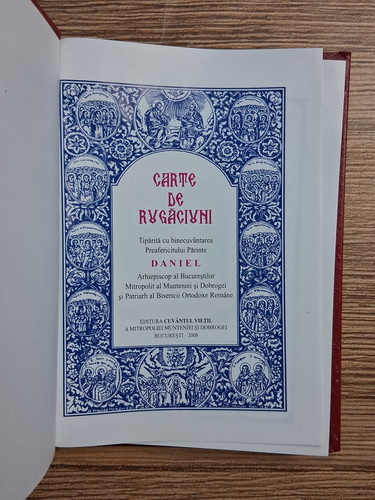 CARTE
DE
RUGĂCIUNI
Tipărită cu binecuvântarea
Preafericitului Părinte
DANIEL
Arhiepiscop al Bucureştilor
Mitropolit al Munteniei şi Dobrogei
şi Patriarh al Bisericii Ortodoxe Române
EDITURA CUVÂNTUL VIEŢII,
A MITROPOLIEI MUNTENIEI ŞI DOBROGEI
BUCUREŞTI - 2008